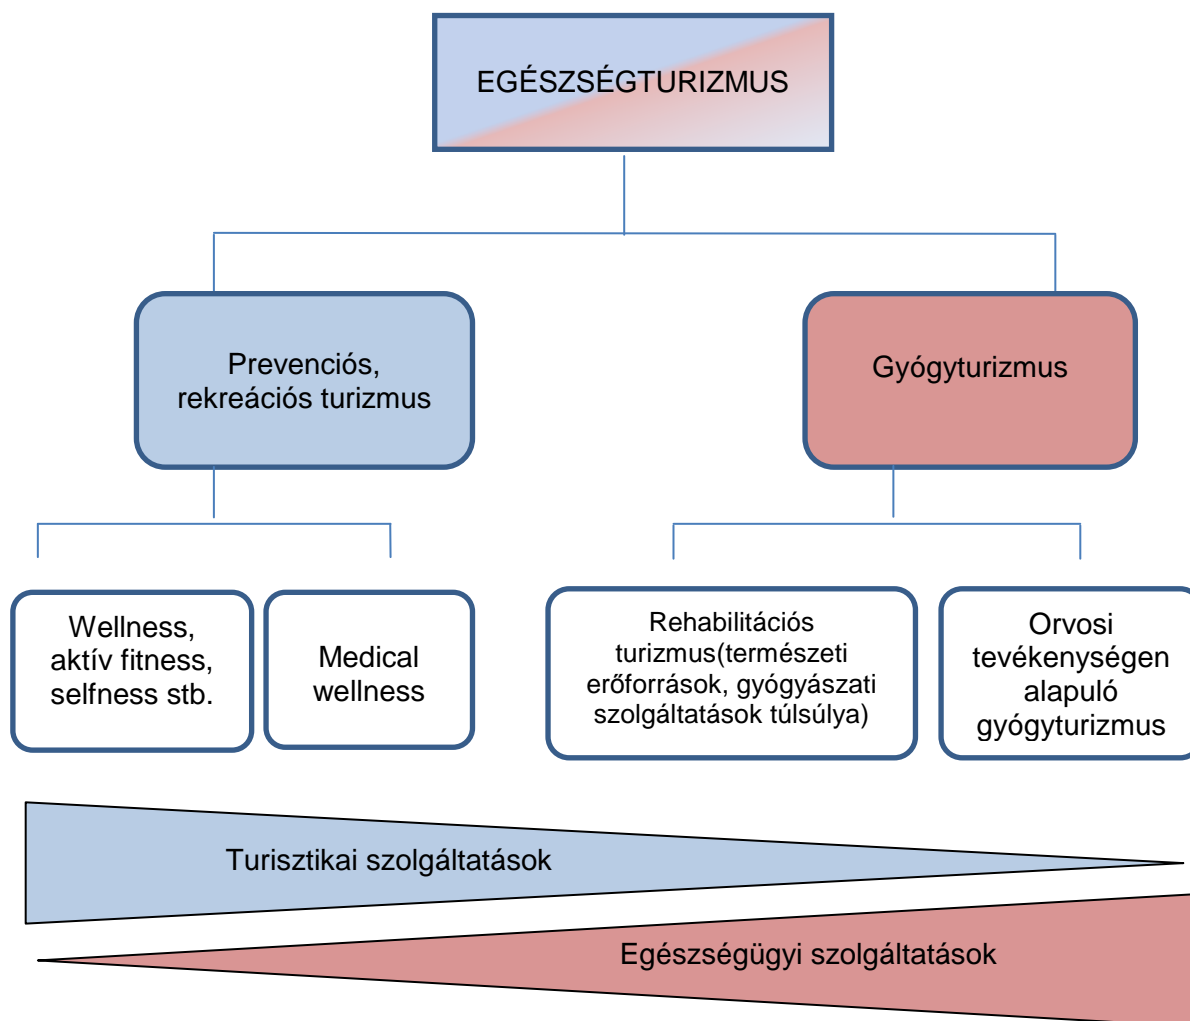 EGÉSZSÉGTURIZMUS
Prevenciós,
rekreációs turizmus
Gyógyturizmus
Wellness,
aktív fitness,
selfness stb.
Medical
wellness
Rehabilitációs
turizmus(természeti
erőforrások, gyógyászati
szolgáltatások túlsúlya)
Orvosi
tevékenységen
alapuló
gyógyturizmus
Turisztikai szolgáltatások
Egészségügyi szolgáltatások